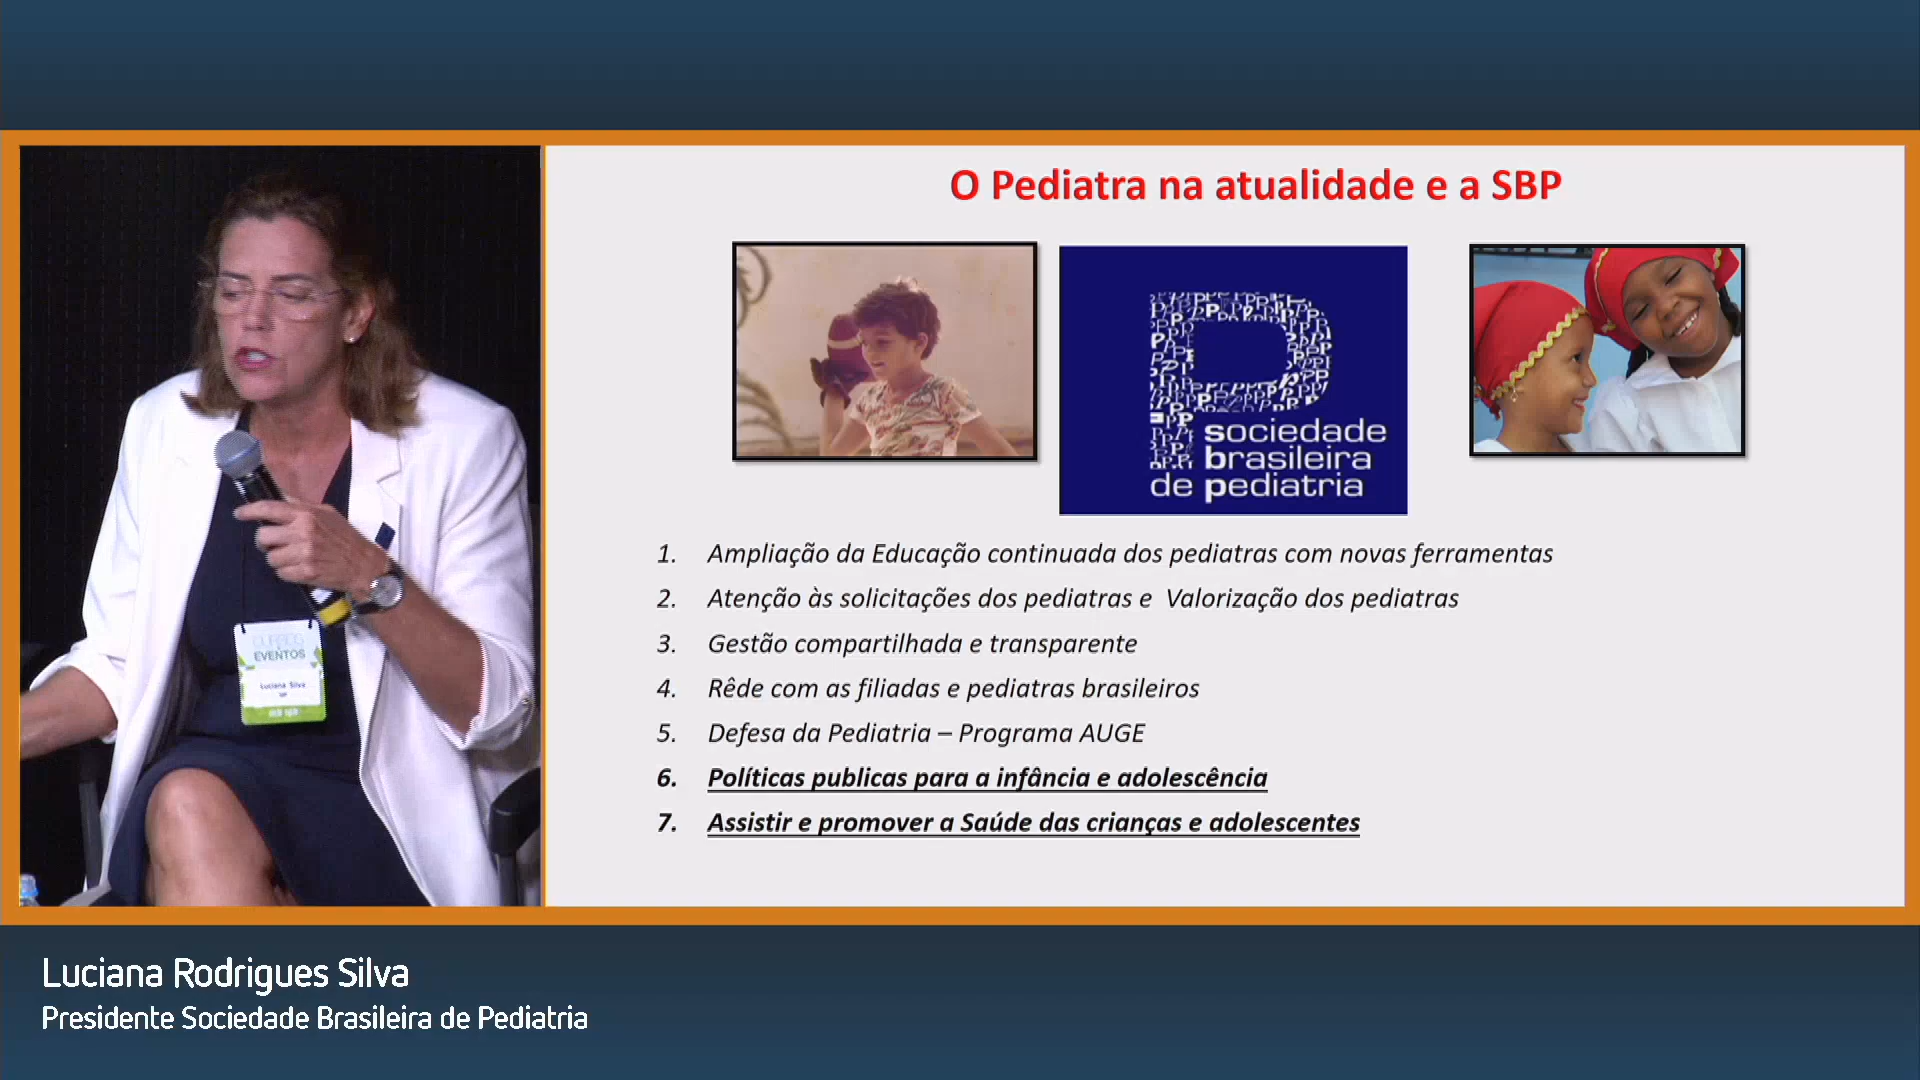 O Pediatra na atualidade e a SBP
sociedade
brasileira
de pediatria
1. Ampliação da Educação continuada dos pediatras com novas ferramentas
2. Atenção às solicitações dos pediatras e Valorização dos pediatras
3. Gestão compartilhada e transparente
4. Rêde com as filiadas e pediatras brasileiros
5. Defesa da Pediatria – Programa AUGE
6. Políticas publicas para a infância e adolescência
7. Assistir e promover a Saúde das crianças e adolescentes
CURSOS
EVENTOS
Luciana Silva
Luciana Rodrigues Silva
Presidente Sociedade Brasileira de Pediatria